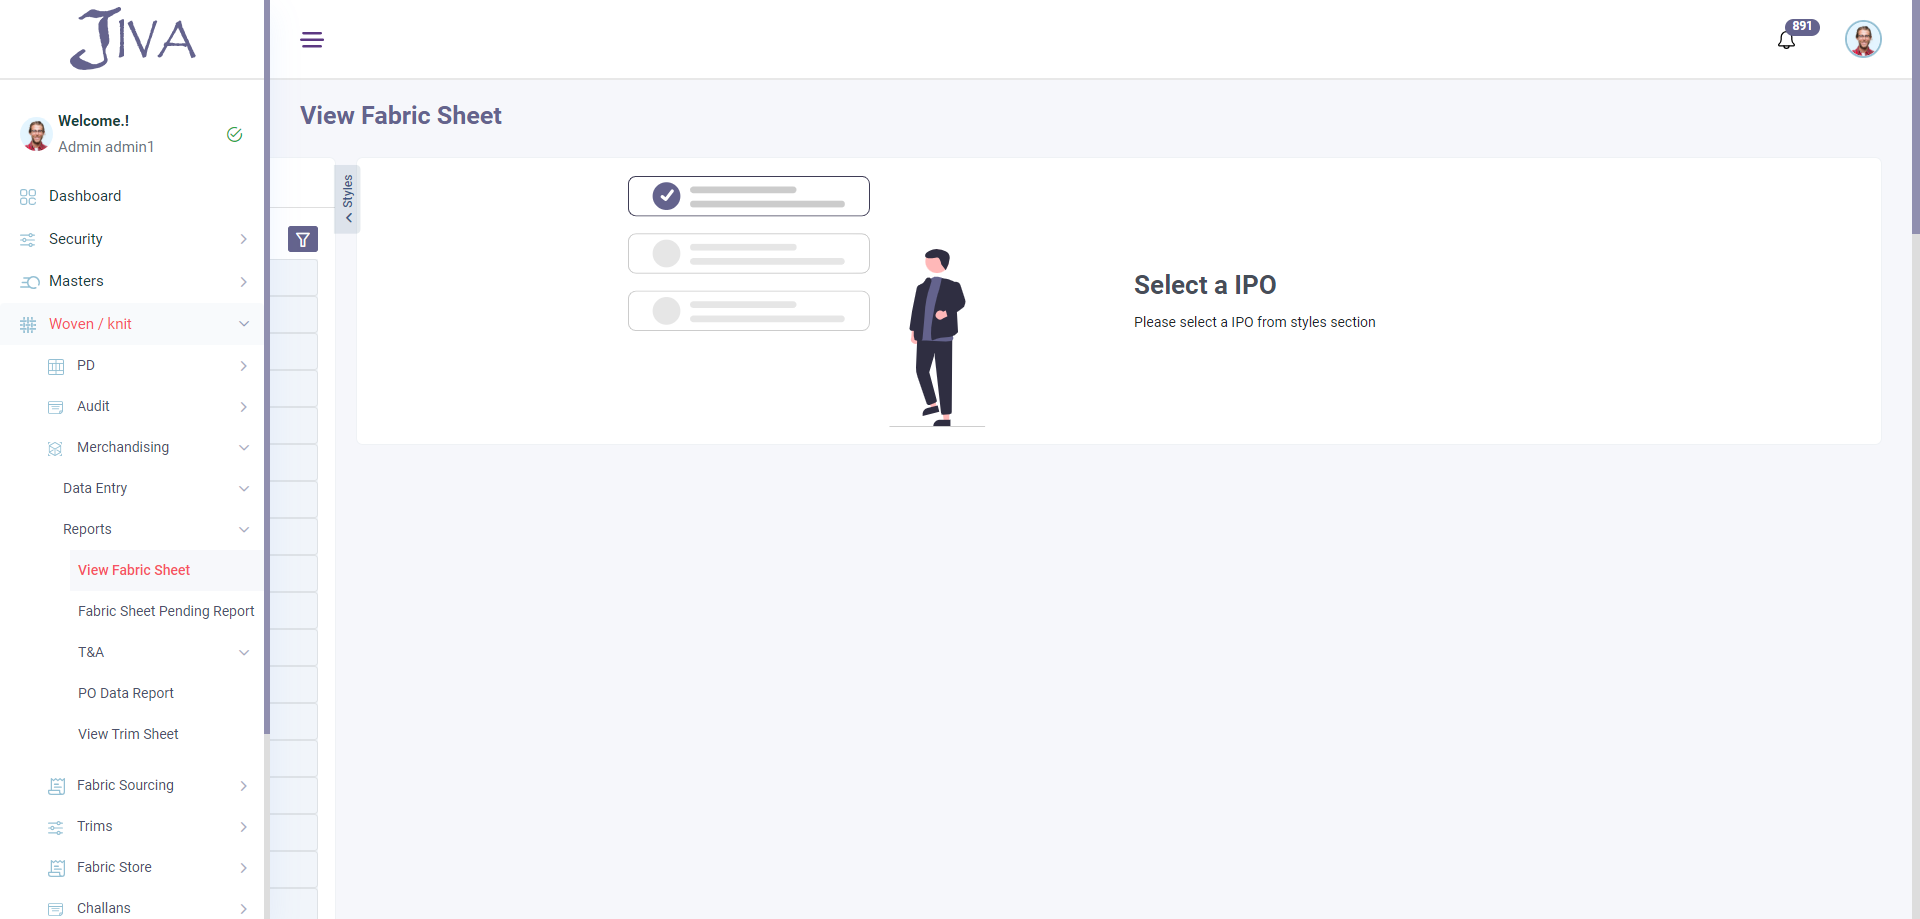 JIVA
891
View Fabric Sheet
Welcome.!
Admin admin1
Dashboard
Security
Masters
Woven / knit
PD
Audit
Merchandising
Data Entry
Reports
View Fabric Sheet
Fabric Sheet Pending Report
T&A
PO Data Report
View Trim Sheet
Fabric Sourcing
Trims
Fabric Store
Challans
Styles
Select a IPO
Please select a IPO from styles section